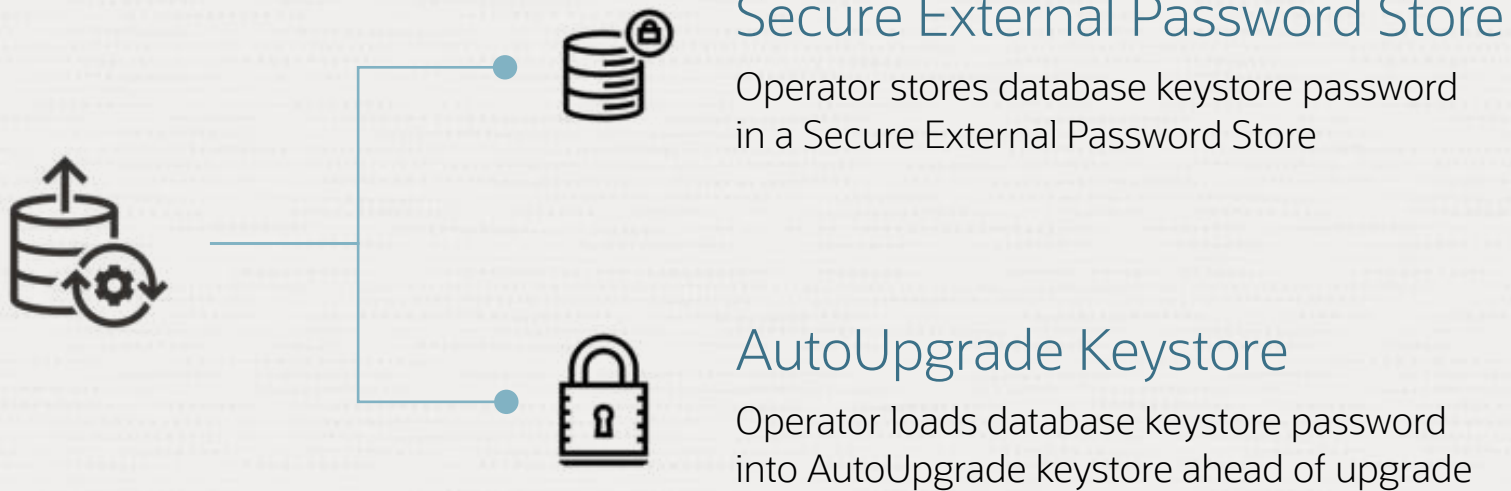 Secure External Password Store
Operator stores database keystore password
in a Secure External Password Store
AutoUpgrade Keystore
Operator loads database keystore password
into AutoUpgrade keystore ahead of upgrade